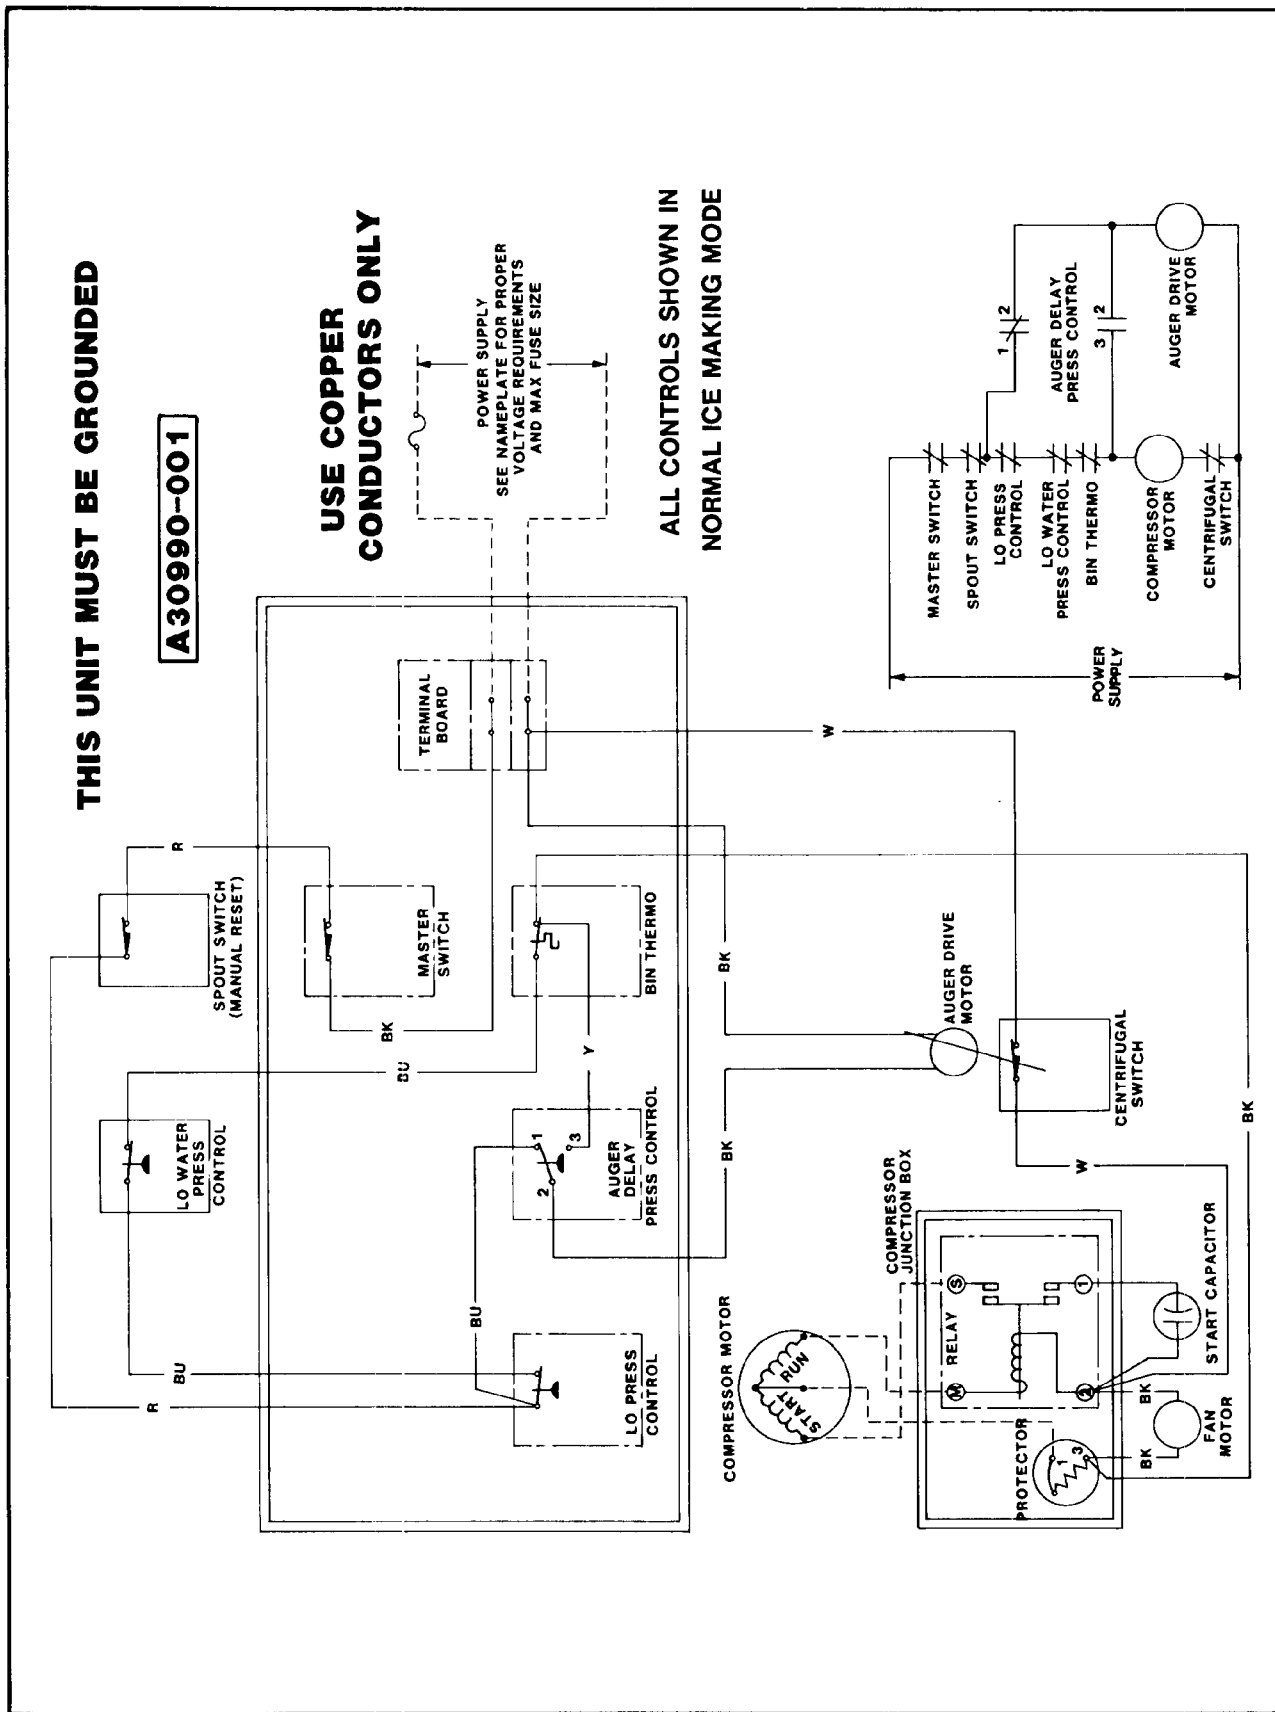 THIS UNIT MUST BE GROUNDED
A30990-001
USE COPPER
CONDUCTORS ONLY
POWER SUPPLY
SEE NAMEPLATE FOR PROPER
VOLTAGE REQUIREMENTS
AND MAX FUSE SIZE
ALL CONTROLS SHOWN IN
NORMAL ICE MAKING MODE
SPOUT SWITCH
(MANUAL RESET)
R
R
LO WATER
PRESS
CONTROL
BU
BU
TERMINAL
BOARD
MASTER
SWITCH
BK
BIN THERMO
Y
1
2
3
AUGER
DELAY
PRESS CONTROL
BU
LO PRESS
CONTROL
W
BK
BK
AUGER DRIVE
MOTOR
CENTRIFUGAL
SWITCH
W
BK
COMPRESSOR MOTOR
START
RUN
COMPRESSOR
JUNCTION BOX
RELAY
S
M
1
2
PROTECTOR
1
3
START CAPACITOR
BK
BK
FAN
MOTOR
POWER
SUPPLY
MASTER SWITCH
SPOUT SWITCH
LO PRESS
CONTROL
LO WATER
PRESS CONTROL
BIN THERMO
COMPRESSOR
MOTOR
CENTRIFUGAL
SWITCH
1
2
AUGER DELAY
PRESS CONTROL
3
2
AUGER DRIVE
MOTOR